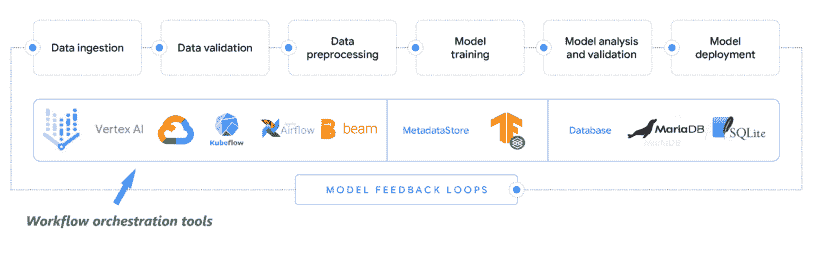 Data ingestion
Data validation
Data
preprocessing
Model
training
Model analysis
and validation
Model
deployment
Vertex AI
Kubeflow
Airflow
beam
MetadataStore
Database
MariaDB
SQLite
MODEL FEEDBACK LOOPS
Workflow orchestration tools